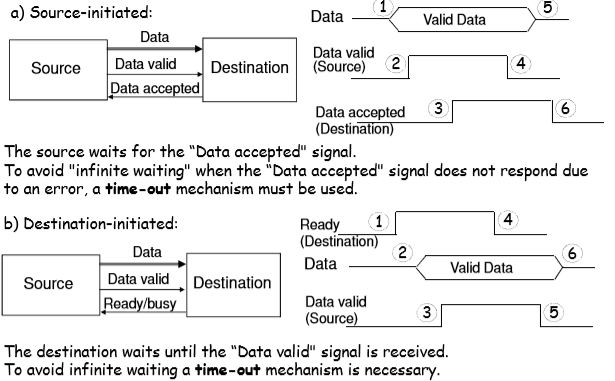 a) Source-initiated:
Source
Data
Data valid
Data accepted
Destination
Data
1
Valid Data
5
Data valid
(Source)
2
4
Data accepted
(Destination)
3
6
The source waits for the “Data accepted" signal.
To avoid "infinite waiting" when the “Data accepted" signal does not respond due
to an error, a time-out mechanism must be used.
b) Destination-initiated:
Source
Data
Data valid
Ready/busy
Destination
Ready
(Destination)
1
4
Data
2
Valid Data
6
Data valid
(Source)
3
5
The destination waits until the “Data valid" signal is received.
To avoid infinite waiting a time-out mechanism is necessary.